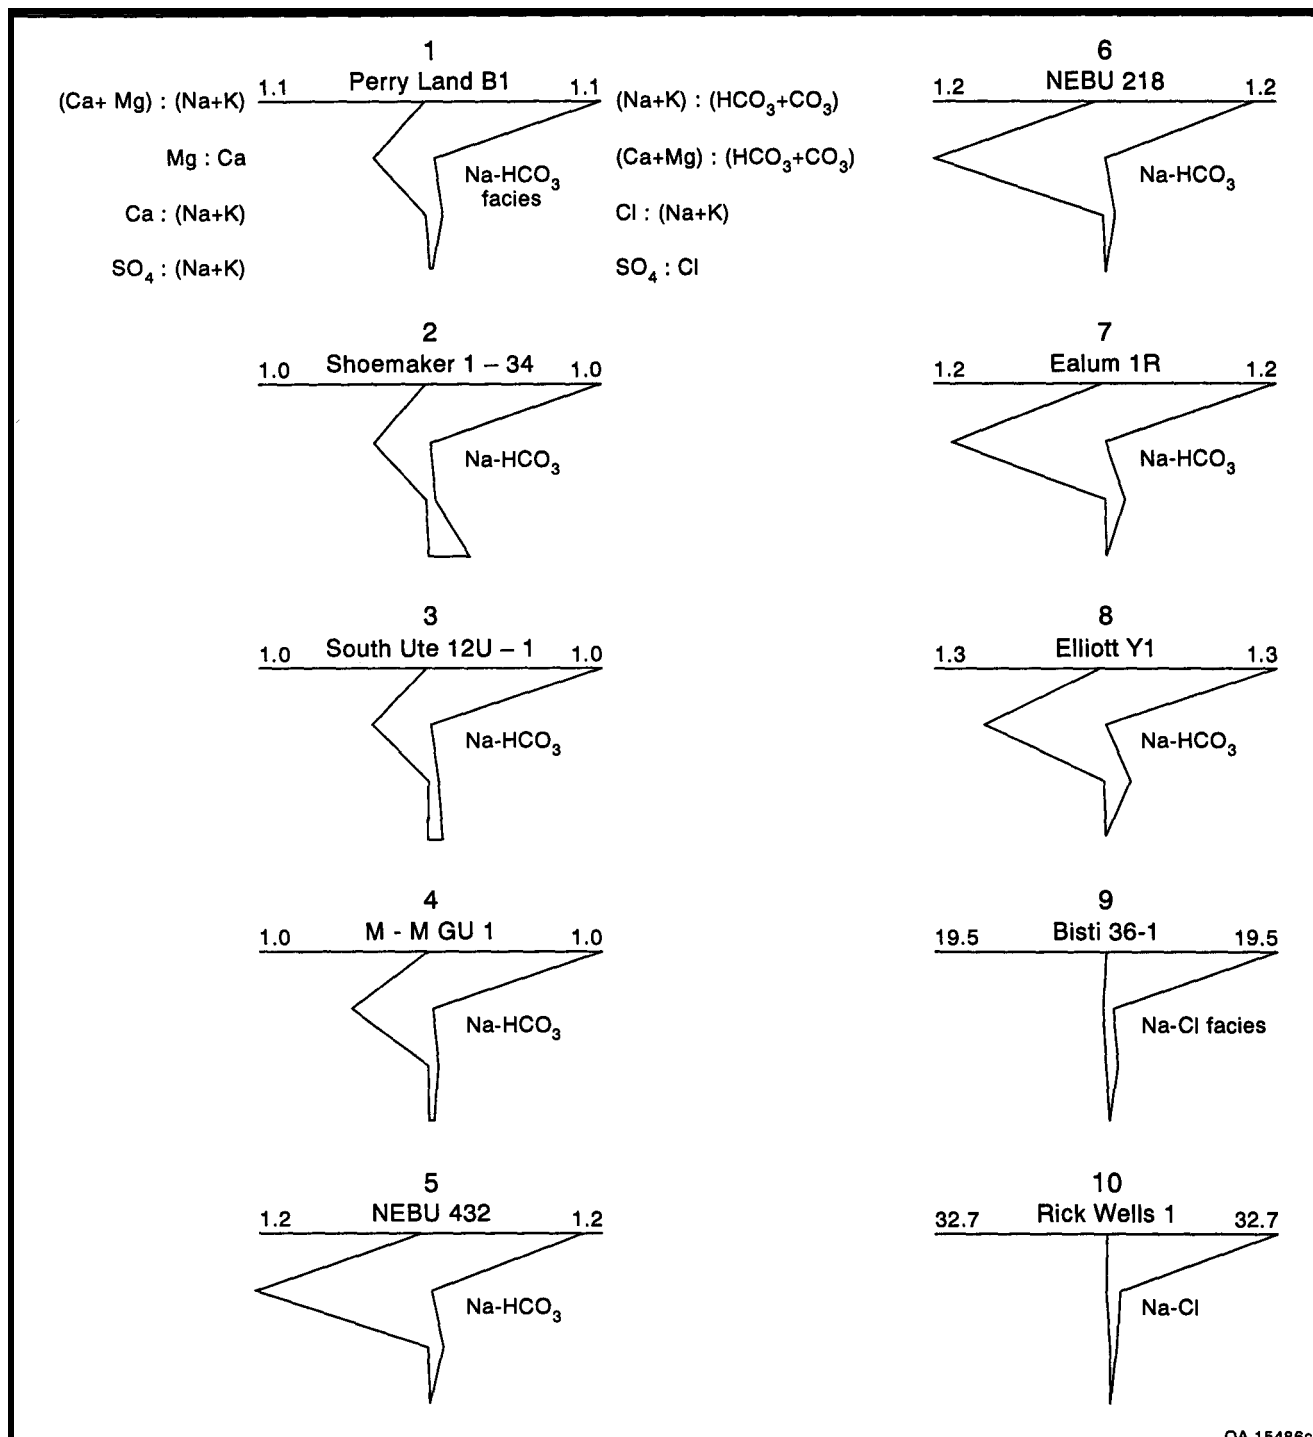 1
Perry Land B1
1.1 1.1
(Ca+ Mg) : (Na+K)
Mg : Ca
Ca : (Na+K)
SO4 : (Na+K)
(Na+K) : (HCO3+CO3)
(Ca+Mg) : (HCO3+CO3)
Cl : (Na+K)
SO4 : Cl
Na-HCO3
facies
2
Shoemaker 1 – 34
1.0 1.0
Na-HCO3
3
South Ute 12U – 1
1.0 1.0
Na-HCO3
4
M - M GU 1
1.0 1.0
Na-HCO3
5
NEBU 432
1.2 1.2
Na-HCO3
6
NEBU 218
1.2 1.2
Na-HCO3
7
Ealum 1R
1.2 1.2
Na-HCO3
8
Elliott Y1
1.3 1.3
Na-HCO3
9
Bisti 36-1
19.5 19.5
Na-Cl facies
10
Rick Wells 1
32.7 32.7
Na-Cl